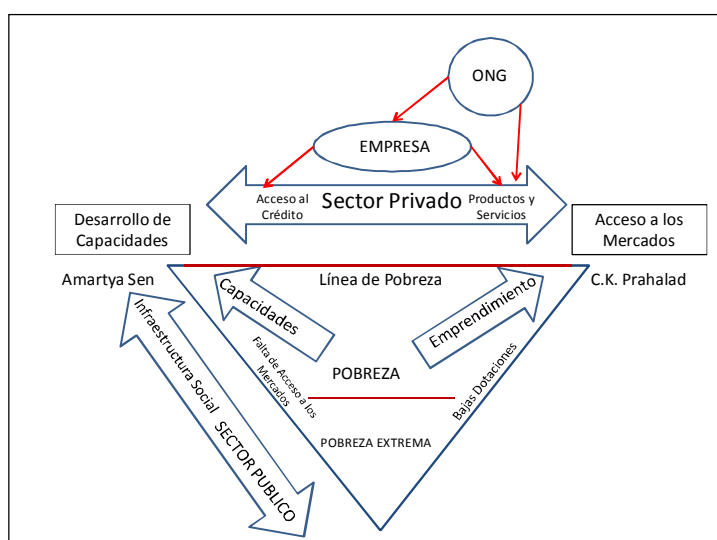 ONG
EMPRESA
Acceso al
Crédito
Sector Privado
Productos y
Servicios
Desarrollo de
Capacidades
Acceso a los
Mercados
Amartya Sen
Línea de Pobreza
C.K. Prahalad
Capacidades
Emprendimiento
Infraestructura Social
SECTOR PUBLICO
Falta de Acceso a los
Mercados
POBREZA
Bajas Dotaciones
POBREZA EXTREMA